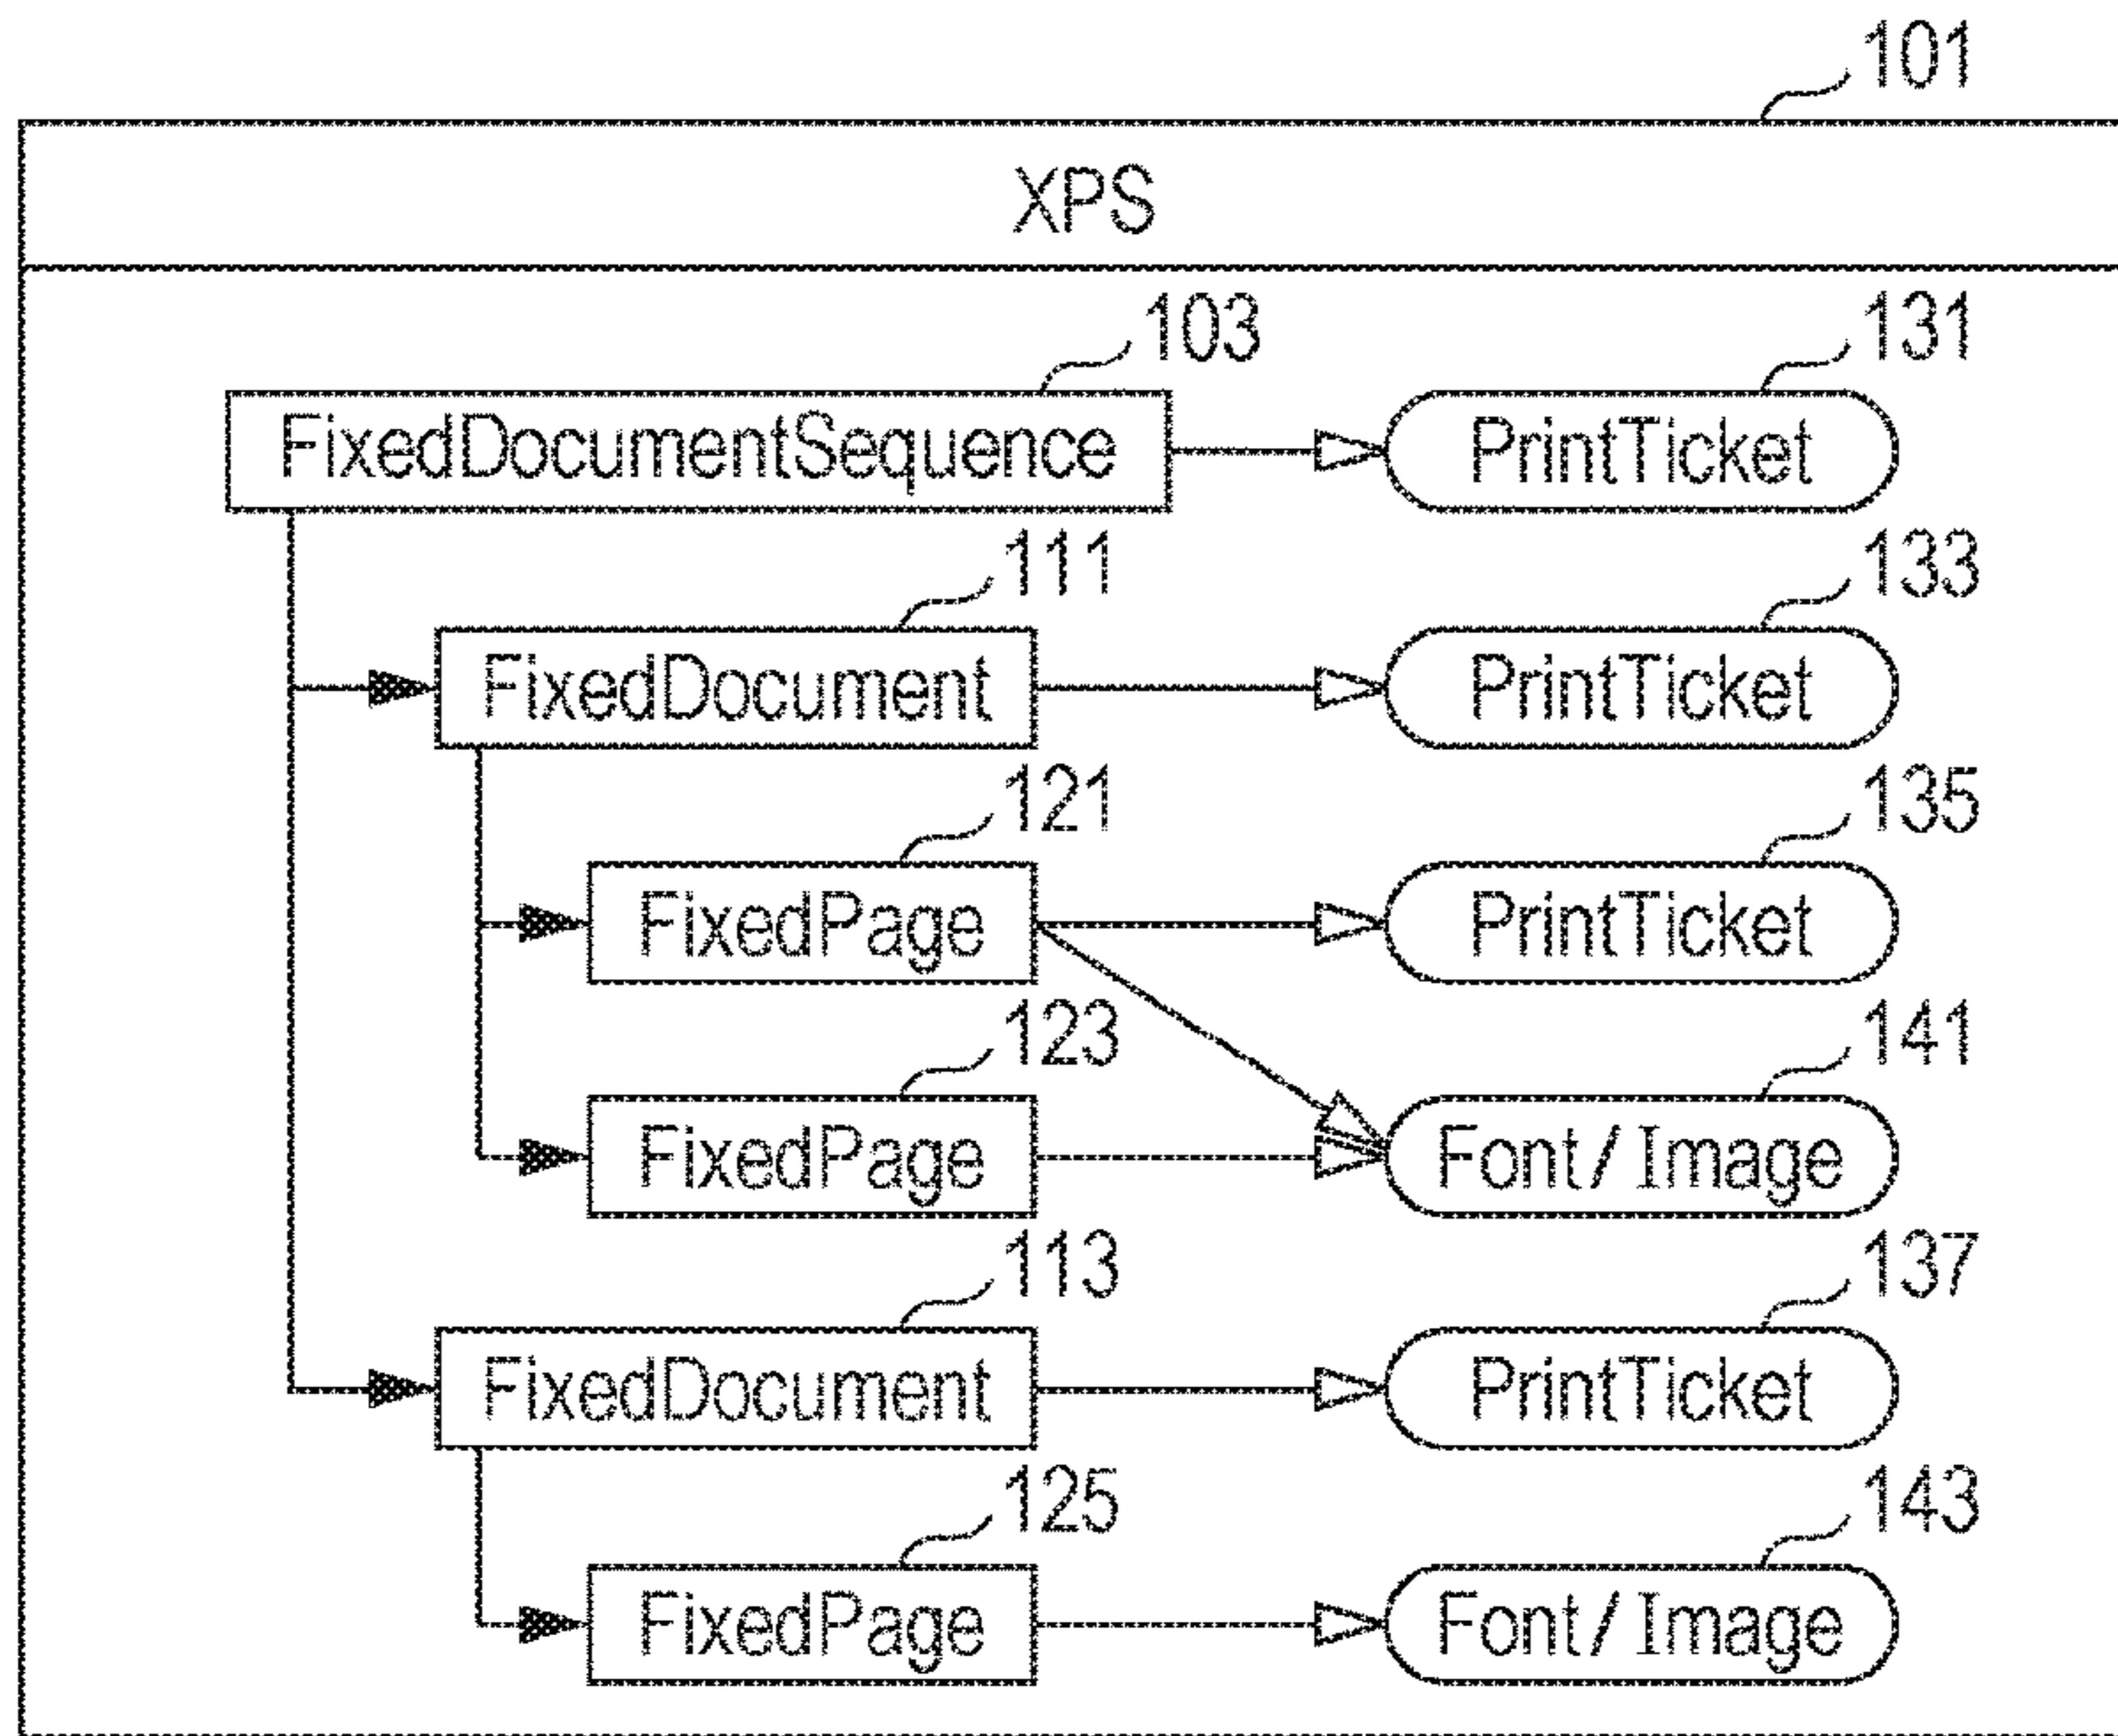 101
XPS
103
131
FixedDocumentSequence
PrintTicket
111
133
FixedDocument
PrintTicket
121
135
FixedPage
PrintTicket
123
141
FixedPage
Font/Image
113
137
FixedDocument
PrintTicket
125
143
FixedPage
Font/Image